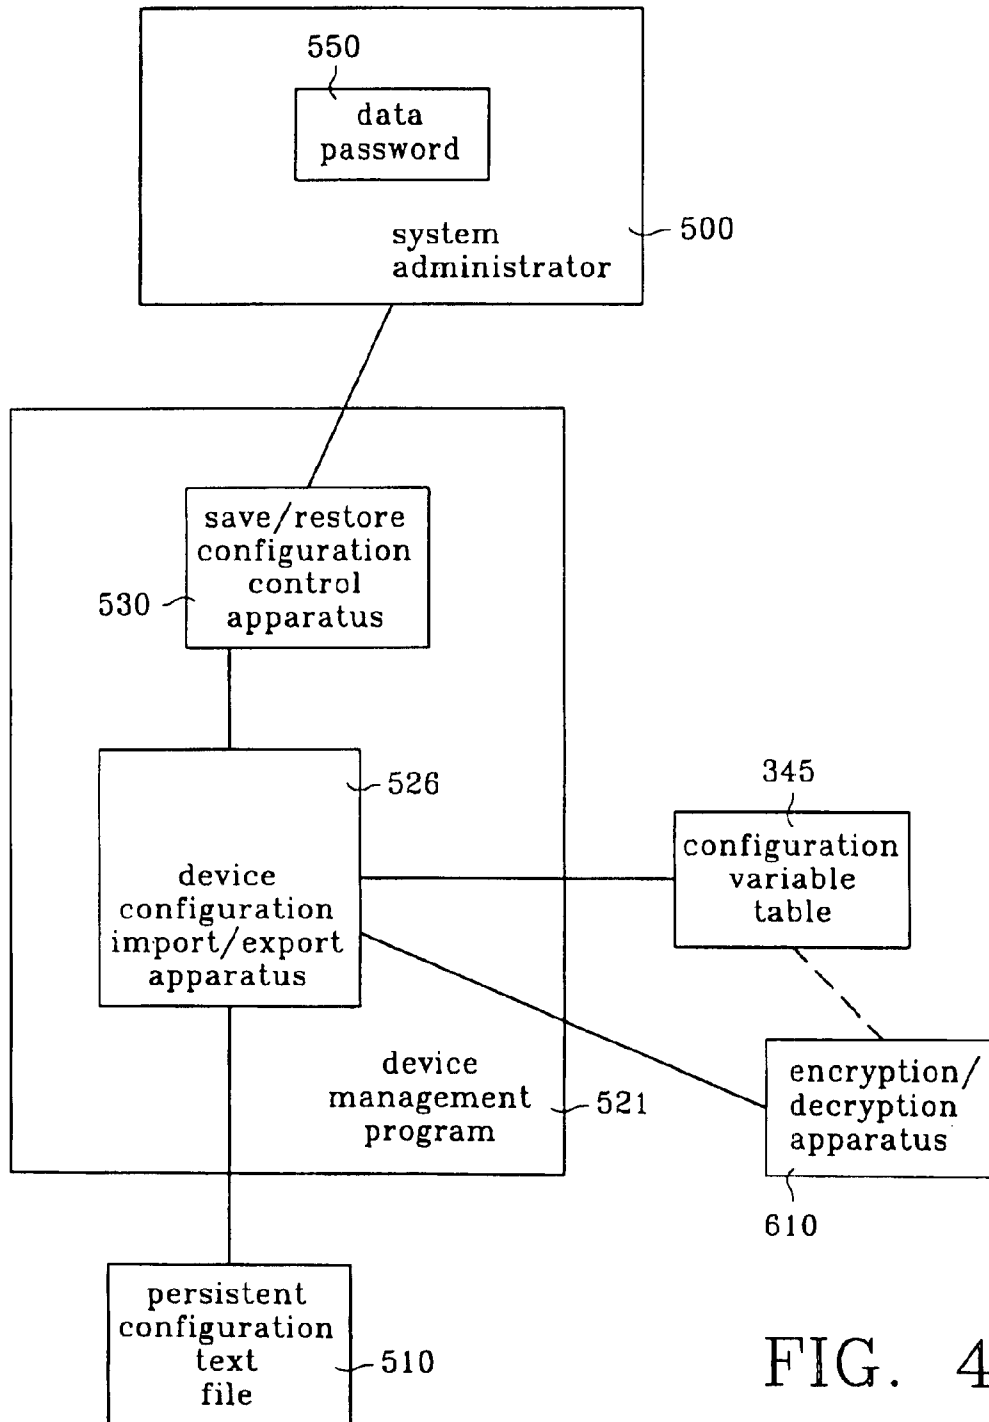 550
data
password
system
administrator
500
save/restore
configuration
control
apparatus
530
526
device
configuration
import/export
apparatus
345
configuration
variable
table
device
management
program
521
encryption/
decryption
apparatus
610
persistent
configuration
text
file
510
FIG. 4